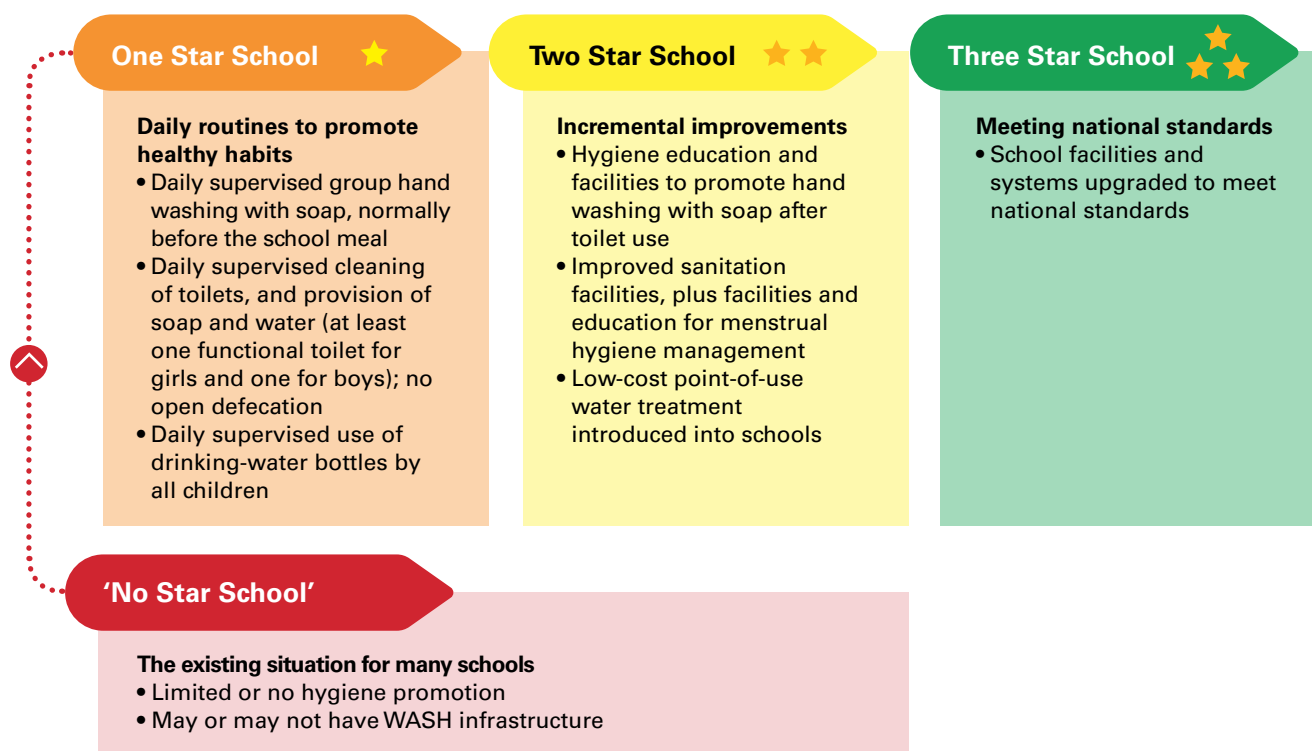 One Star School
Daily routines to promote
healthy habits
• Daily supervised group hand
washing with soap, normally
before the school meal
• Daily supervised cleaning
of toilets, and provision of
soap and water (at least
one functional toilet for
girls and one for boys); no
open defecation
• Daily supervised use of
drinking-water bottles by
all children
Two Star School
Incremental improvements
• Hygiene education and
facilities to promote hand
washing with soap after
toilet use
• Improved sanitation
facilities, plus facilities and
education for menstrual
hygiene management
• Low-cost point-of-use
water treatment
introduced into schools
Three Star School
Meeting national standards
• School facilities and
systems upgraded to meet
national standards
‘No Star School’
The existing situation for many schools
• Limited or no hygiene promotion
• May or may not have WASH infrastructure